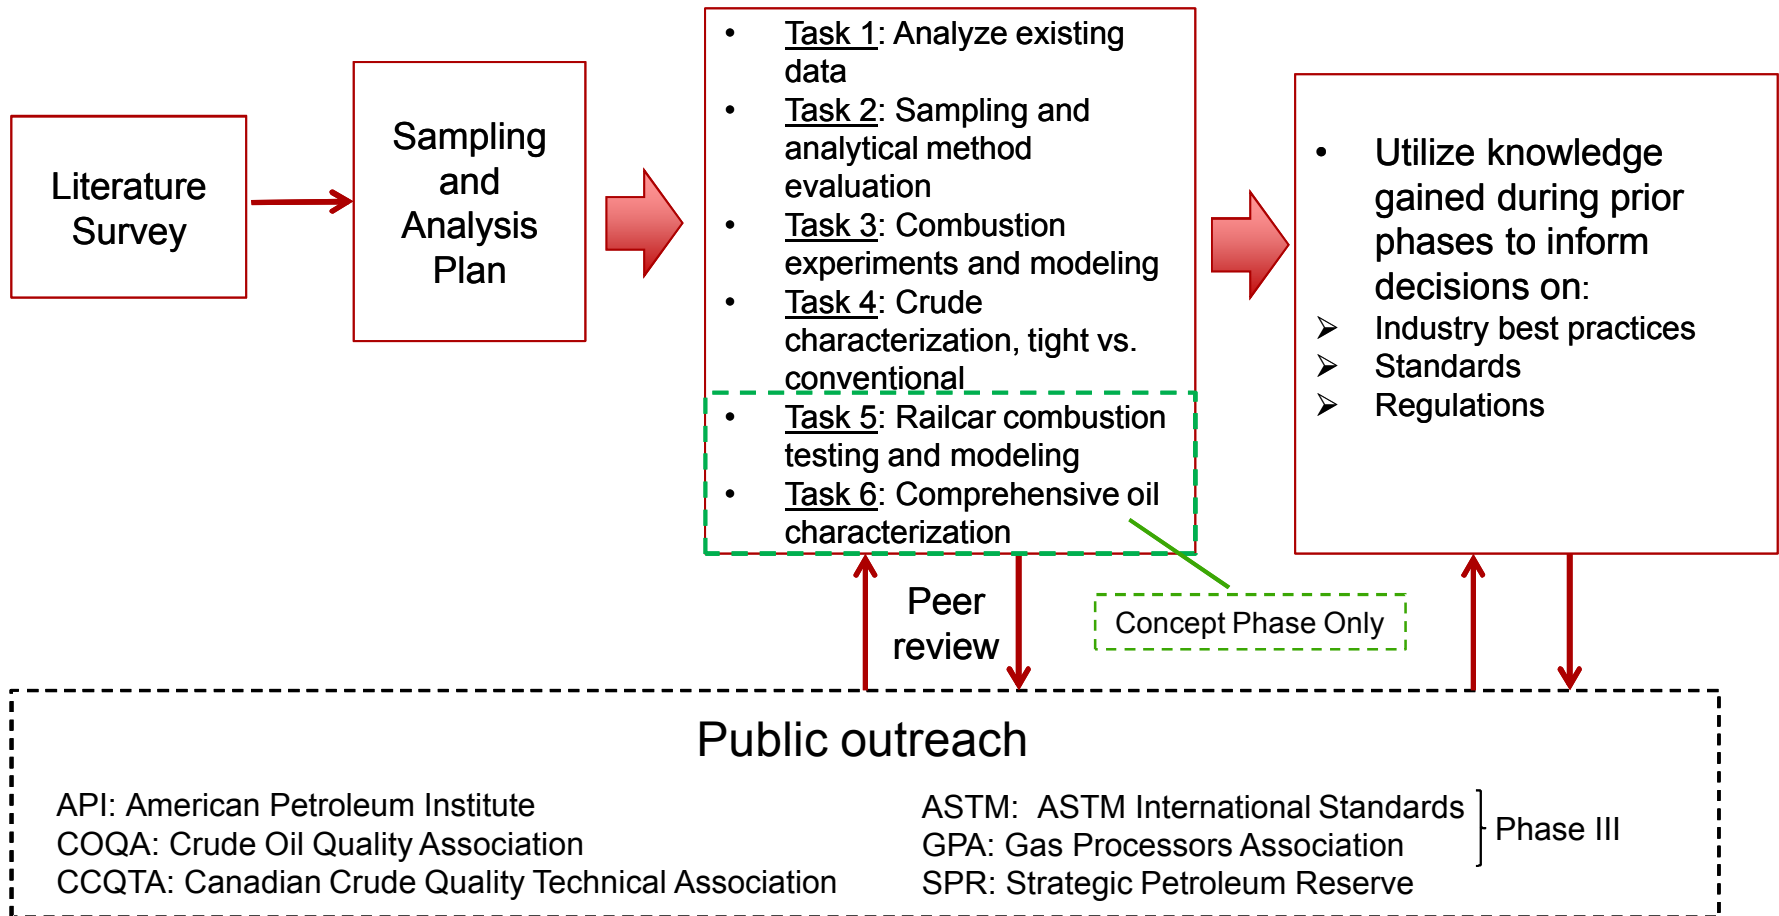 Literature
Survey
Sampling
and
Analysis
Plan
• Task 1: Analyze existing
data
• Task 2: Sampling and
analytical method
evaluation
• Task 3: Combustion
experiments and modeling
• Task 4: Crude
characterization, tight vs.
conventional
• Task 5: Railcar combustion
testing and modeling
• Task 6: Comprehensive oil
characterization
• Utilize knowledge
gained during prior
phases to inform
decisions on:
➢ Industry best practices
➢ Standards
➢ Regulations
Peer
review
Concept Phase Only
Public outreach
API: American Petroleum Institute
COQA: Crude Oil Quality Association
CCQTA: Canadian Crude Quality Technical Association
ASTM: ASTM International Standards
GPA: Gas Processors Association
SPR: Strategic Petroleum Reserve
Phase III